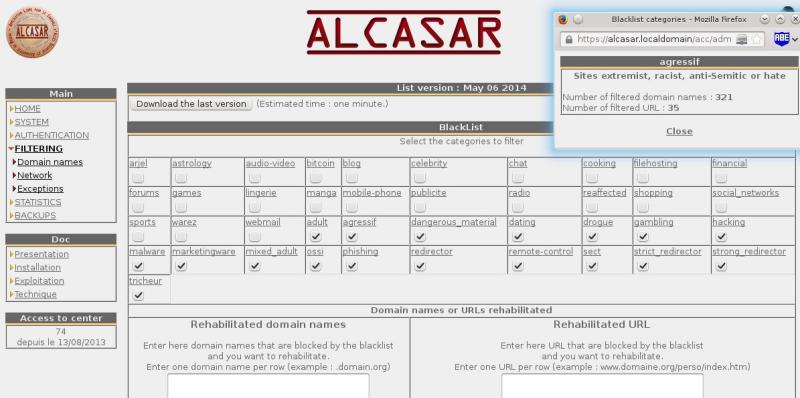 ALCASAR
ALCASAR
Blacklist categories - Mozilla Firefox
https://alcasar.localdomain/acc/adm
ABE
agressif
Sites extremist, racist, anti-Semitic or hate
Number of filtered domain names : 321
Number of filtered URL : 35
Close
Main
HOME
SYSTEM
AUTHENTICATION
FILTERING
Domain names
Network
Exceptions
STATISTICS
BACKUPS
Doc
Presentation
Installation
Exploitation
Technique
Access to center
74
depuis le 13/08/2013
List version : May 06 2014
Download the last version (Estimated time : one minute.)
BlackList
Select the categories to filter
arjel astrology audio-video bitcoin blog celebrity chat cooking filehosting financial
forums games lingerie manga mobile-phone publicite radio reaffected shopping social_networks
sports warez webmail adult agressif dangerous_material dating drogue gambling hacking
malware marketingware mixed_adult ossi phishing redirector remote-control sect strict_redirector strong_redirector
tricheur
Domain names or URLs rehabilitated
Rehabilitated domain names
Enter here domain names that are blocked by the blacklist
and you want to rehabilitate.
Enter one domain name per row (example : .domain.org)
Rehabilitated URL
Enter here URL that are blocked by the blacklist
and you want to rehabilitate.
Enter one URL per row (example : www.domaine.org/perso/index.htm)